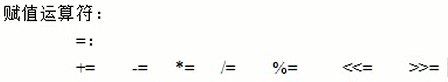 赋值运算符：
=：
+= -= *= /= %= <<= >>=